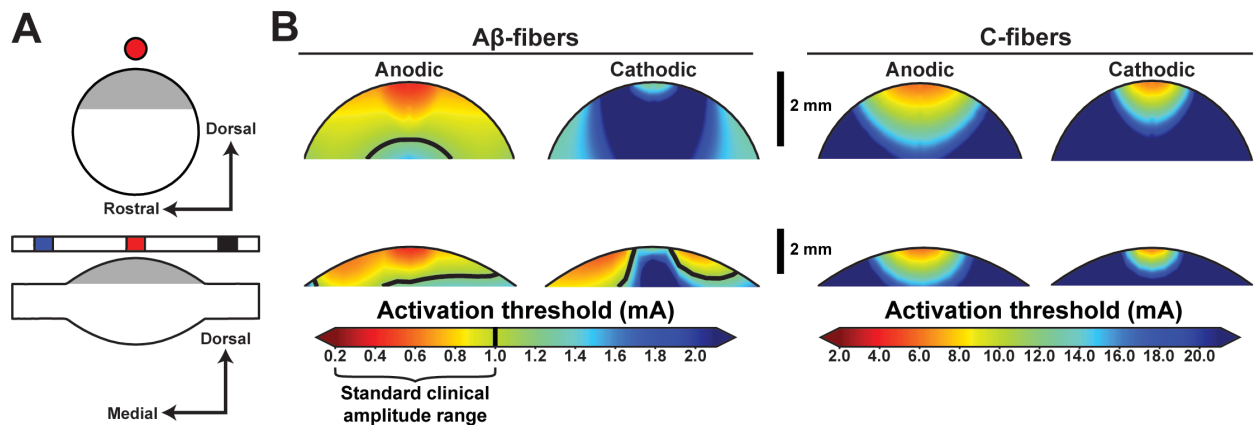 A
Dorsal
Rostral
Dorsal
Medial
B
Aβ-fibers
C-fibers
Anodic
Cathodic
Anodic
Cathodic
2 mm
2 mm
Activation threshold (mA)
0.2 0.4 0.6 0.8 1.0 1.2 1.4 1.6 1.8 2.0
Standard clinical
amplitude range
Activation threshold (mA)
2.0 4.0 6.0 8.0 10.0 12.0 14.0 16.0 18.0 20.0